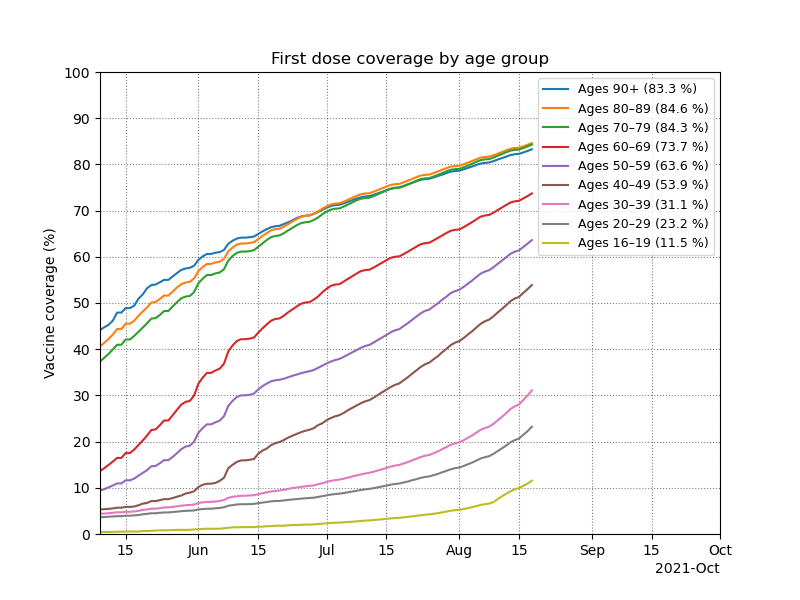 First dose coverage by age group
Vaccine coverage (%)
100
90
80
70
60
50
40
30
20
10
0
Ages 90+ (83.3 %)
Ages 80–89 (84.6 %)
Ages 70–79 (84.3 %)
Ages 60–69 (73.7 %)
Ages 50–59 (63.6 %)
Ages 40–49 (53.9 %)
Ages 30–39 (31.1 %)
Ages 20–29 (23.2 %)
Ages 16–19 (11.5 %)
15 Jun 15 Jul 15 Aug 15 Sep 15 Oct
2021-Oct